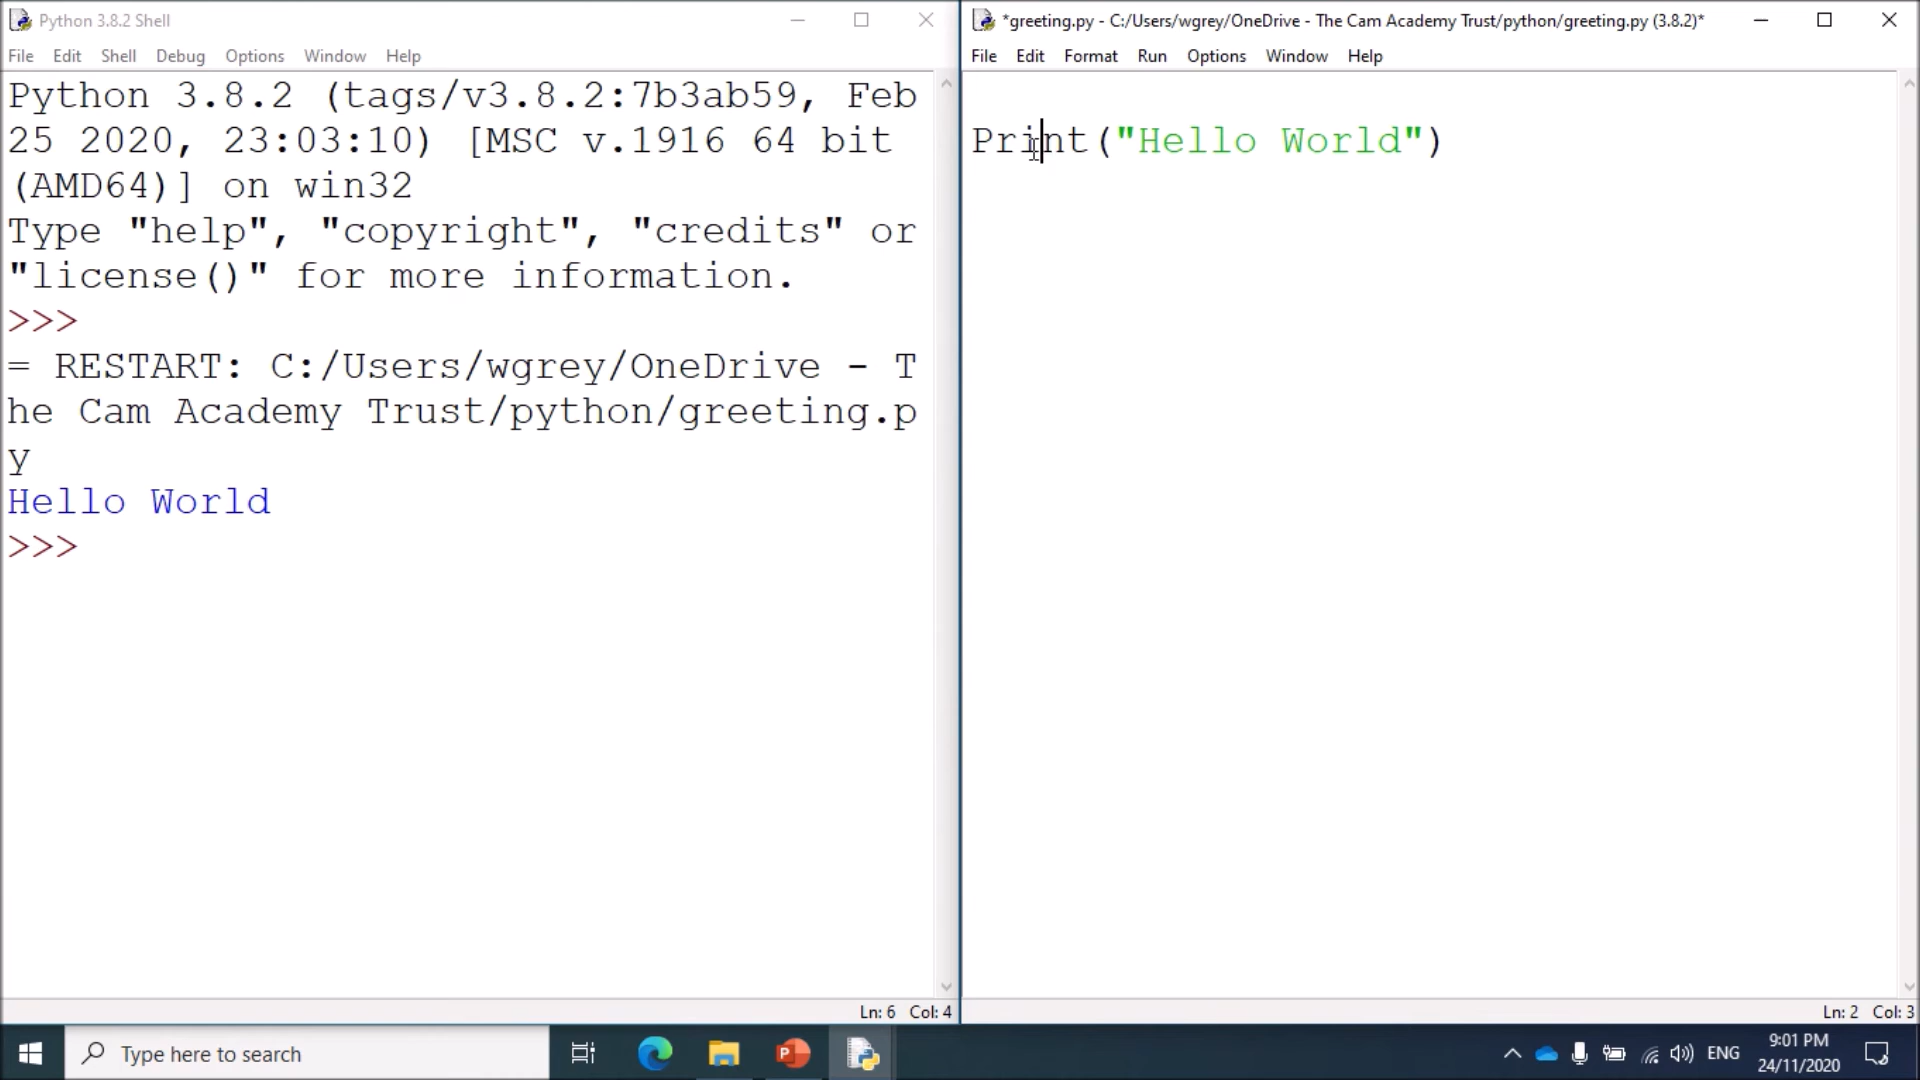 Python 3.8.2 Shell
File Edit Shell Debug Options Window Help
Python 3.8.2 (tags/v3.8.2:7b3ab59, Feb
25 2020, 23:03:10) [MSC v.1916 64 bit
(AMD64)] on win32
Type "help", "copyright", "credits" or
"license()" for more information.
>>>
= RESTART: C:/Users/wgrey/OneDrive - T
he Cam Academy Trust/python/greeting.p
y
Hello World
>>>
Ln: 6 Col: 4
*greeting.py - C:/Users/wgrey/OneDrive - The Cam Academy Trust/python/greeting.py (3.8.2)*
File Edit Format Run Options Window Help
Print("Hello World")
Ln: 2 Col: 3
Type here to search
P
ENG
9:01 PM
24/11/2020